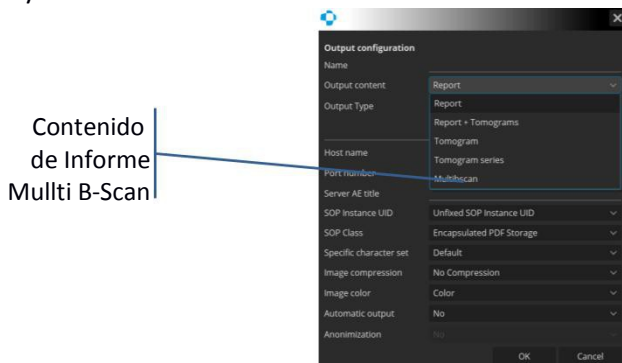 Contenido
de Informe
Mullti B-Scan
Output configuration
Name
Output content Report
Report
Output Type
Report + Tomograms
Tomogram
Tomogram series
Host name
Multibscan
Port number
Server AE title
SOP Instance UID Unfixed SOP Instance UID
SOP Class Encapsulated PDF Storage
Specific character set Default
Image compression No Compression
Image color Color
Automatic output No
Anonimization No
OK Cancel